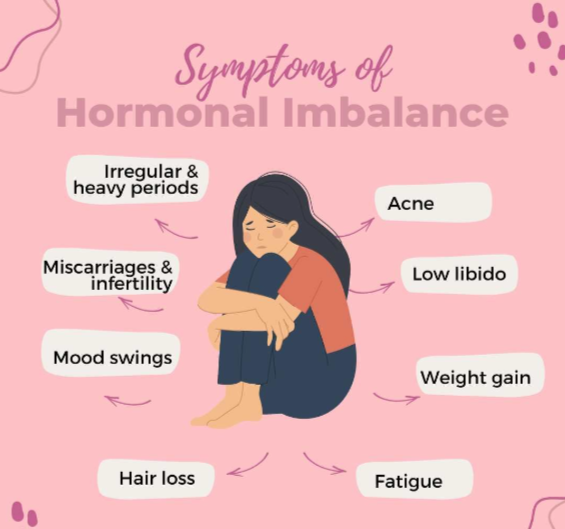 Symptoms of
Hormonal Imbalance
Irregular &
heavy periods
Acne
Miscarriages &
infertility
Low libido
Mood swings
Weight gain
Hair loss
Fatigue